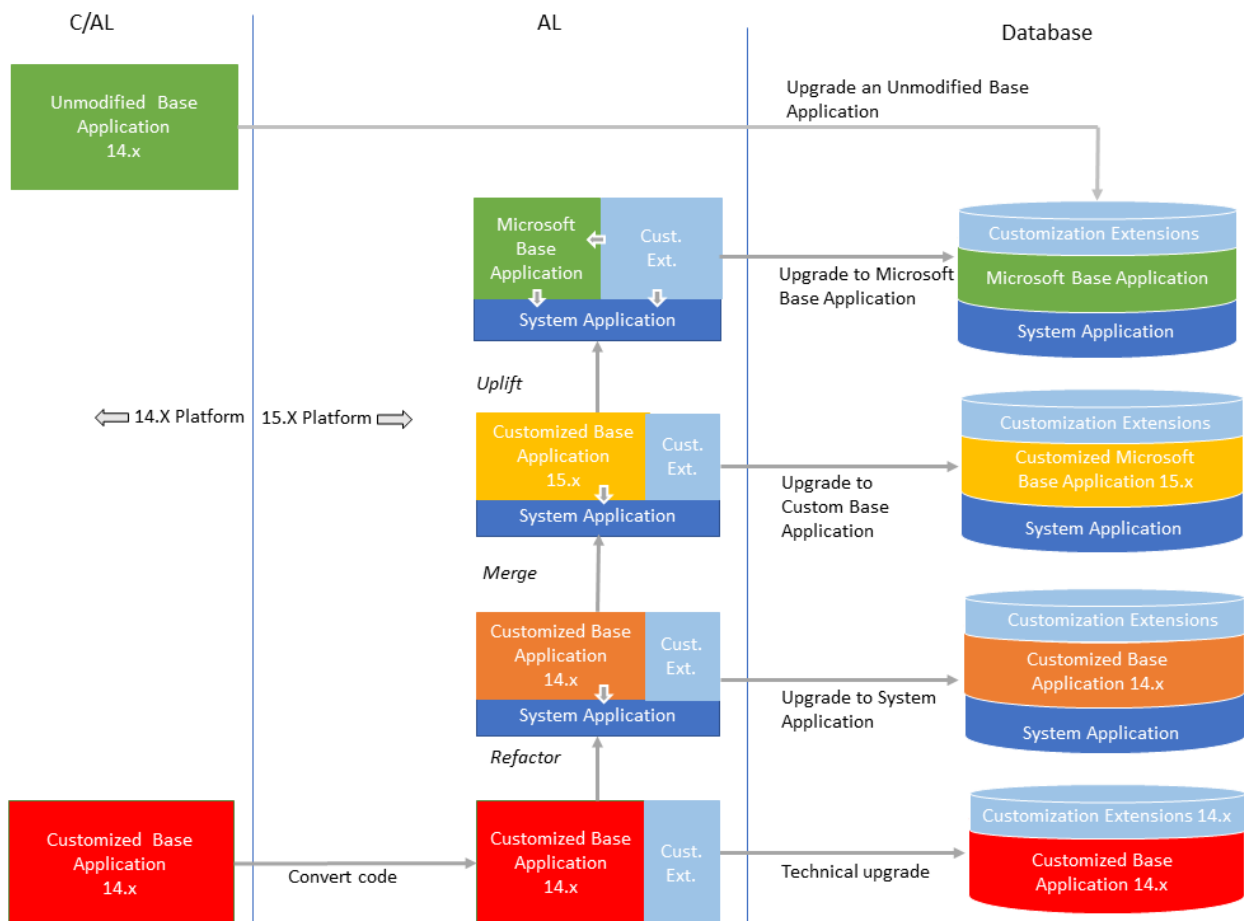 C/AL
AL
Database
Unmodified Base
Application
14.x
Upgrade an Unmodified Base
Application
Microsoft
Base
Application
Cust.
Ext.
System Application
Upgrade to Microsoft
Base Application
Customization Extensions
Microsoft Base Application
System Application
Uplift
14.X Platform
15.X Platform
Customized Base
Application
15.x
Cust.
Ext.
System Application
Upgrade to
Custom Base
Application
Customization Extensions
Customized Microsoft
Base Application 15.x
System Application
Merge
Customized Base
Application
14.x
Cust.
Ext.
System Application
Upgrade to System
Application
Customization Extensions
Customized Base
Application 14.x
System Application
Refactor
Customized Base
Application
14.x
Convert code
Customized Base
Application
14.x
Cust.
Ext.
Technical upgrade
Customization Extensions 14.x
Customized Base
Application 14.x